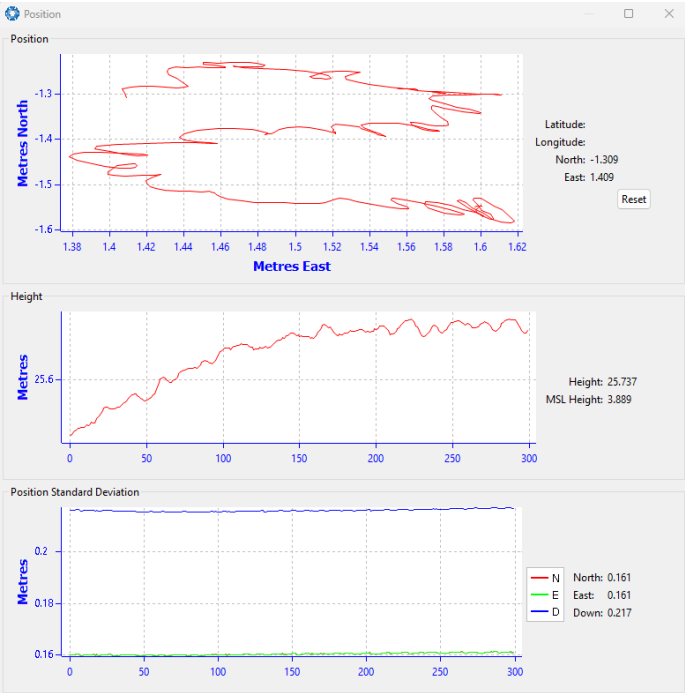 Position
Position
Metres North
-1.3
-1.4
-1.5
-1.6
1.38 1.4 1.42 1.44 1.46 1.48 1.5 1.52 1.54 1.56 1.58 1.6 1.62
Metres East
Latitude:
Longitude:
North: -1.309
East: 1.409
Reset
Height
Metres
25.6
0 50 100 150 200 250 300
Height: 25.737
MSL Height: 3.889
Position Standard Deviation
Metres
0.2
0.18
0.16
0 50 100 150 200 250 300
N North: 0.161
E East: 0.161
D Down: 0.217